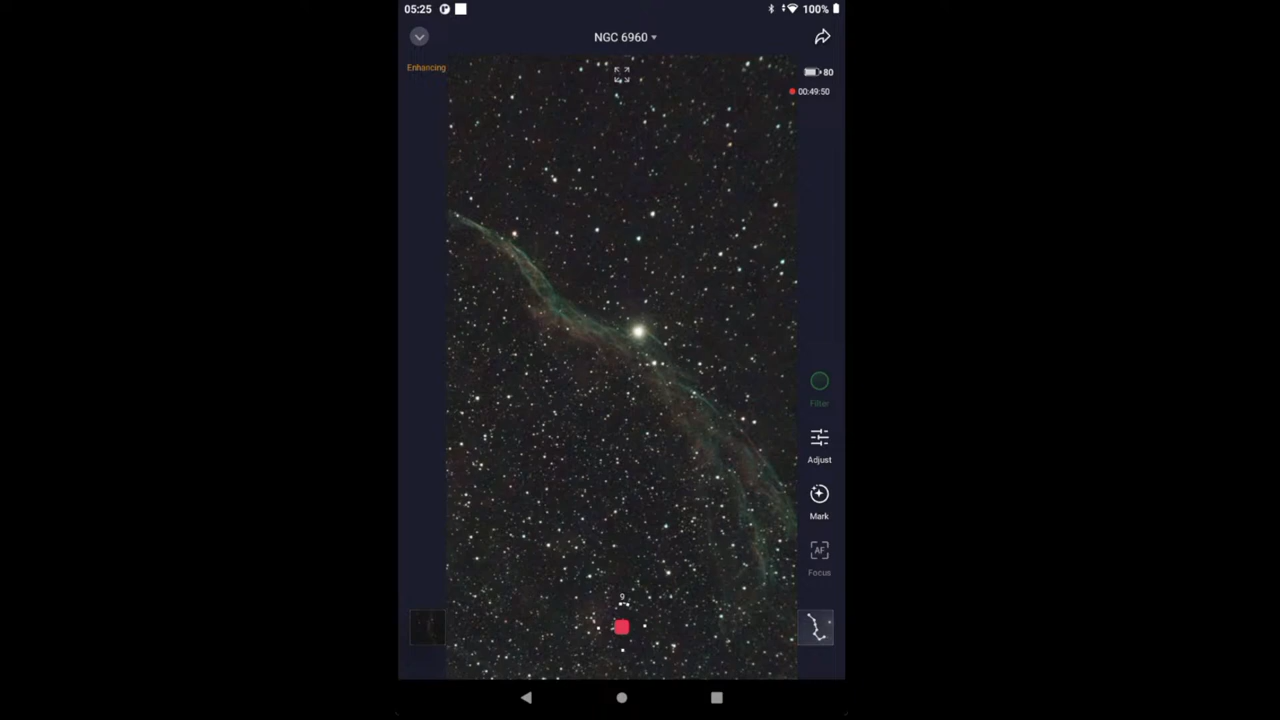 05:25
100%
NGC 6960
Enhancing
80
00:49:50
Filter
Adjust
Mark
AF
Focus
9